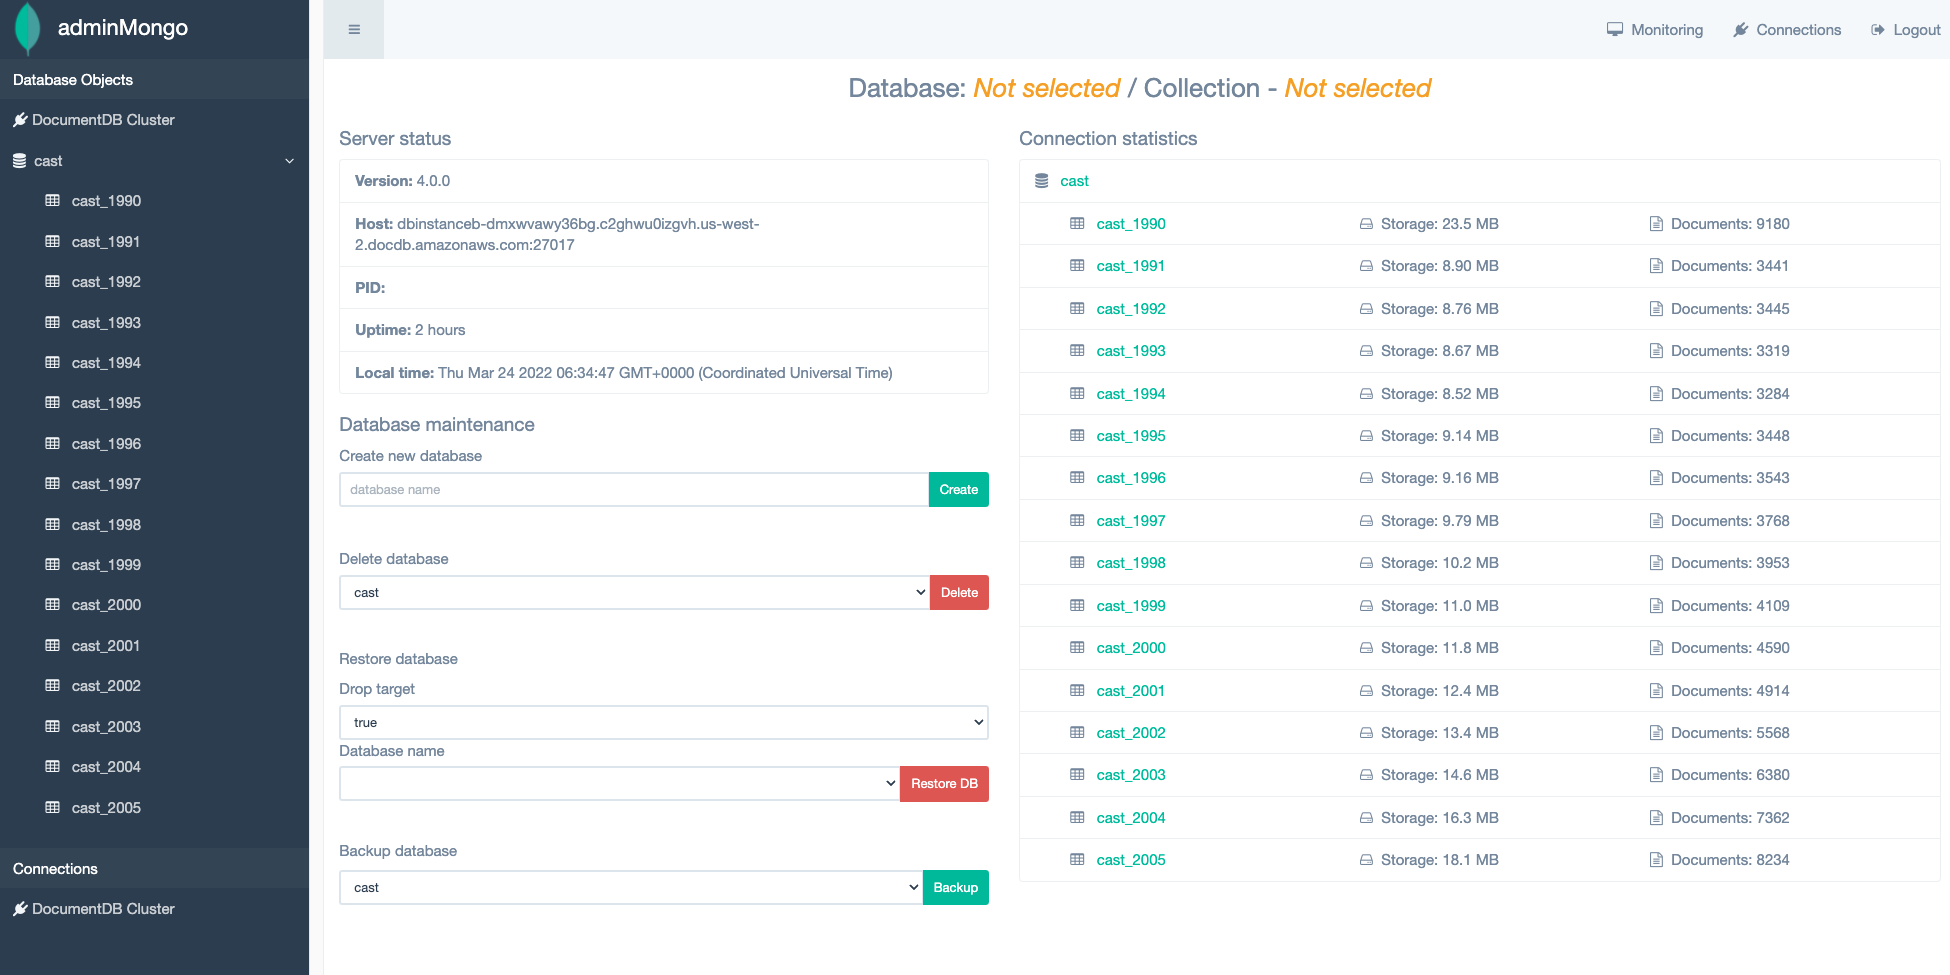 adminMongo
Monitoring
Connections
Logout
Database Objects
DocumentDB Cluster
cast
cast_1990
cast_1991
cast_1992
cast_1993
cast_1994
cast_1995
cast_1996
cast_1997
cast_1998
cast_1999
cast_2000
cast_2001
cast_2002
cast_2003
cast_2004
cast_2005
Connections
DocumentDB Cluster
Database: Not selected / Collection - Not selected
Server status
Version: 4.0.0
Host: dbinstanceb-dmxwvawy36bg.c2ghwu0izgvh.us-west-
2.docdb.amazonaws.com:27017
PID:
Uptime: 2 hours
Local time: Thu Mar 24 2022 06:34:47 GMT+0000 (Coordinated Universal Time)
Database maintenance
Create new database
database name Create
Delete database
cast Delete
Restore database
Drop target
true
Database name
Restore DB
Backup database
cast Backup
Connection statistics
cast
cast_1990 Storage: 23.5 MB Documents: 9180
cast_1991 Storage: 8.90 MB Documents: 3441
cast_1992 Storage: 8.76 MB Documents: 3445
cast_1993 Storage: 8.67 MB Documents: 3319
cast_1994 Storage: 8.52 MB Documents: 3284
cast_1995 Storage: 9.14 MB Documents: 3448
cast_1996 Storage: 9.16 MB Documents: 3543
cast_1997 Storage: 9.79 MB Documents: 3768
cast_1998 Storage: 10.2 MB Documents: 3953
cast_1999 Storage: 11.0 MB Documents: 4109
cast_2000 Storage: 11.8 MB Documents: 4590
cast_2001 Storage: 12.4 MB Documents: 4914
cast_2002 Storage: 13.4 MB Documents: 5568
cast_2003 Storage: 14.6 MB Documents: 6380
cast_2004 Storage: 16.3 MB Documents: 7362
cast_2005 Storage: 18.1 MB Documents: 8234